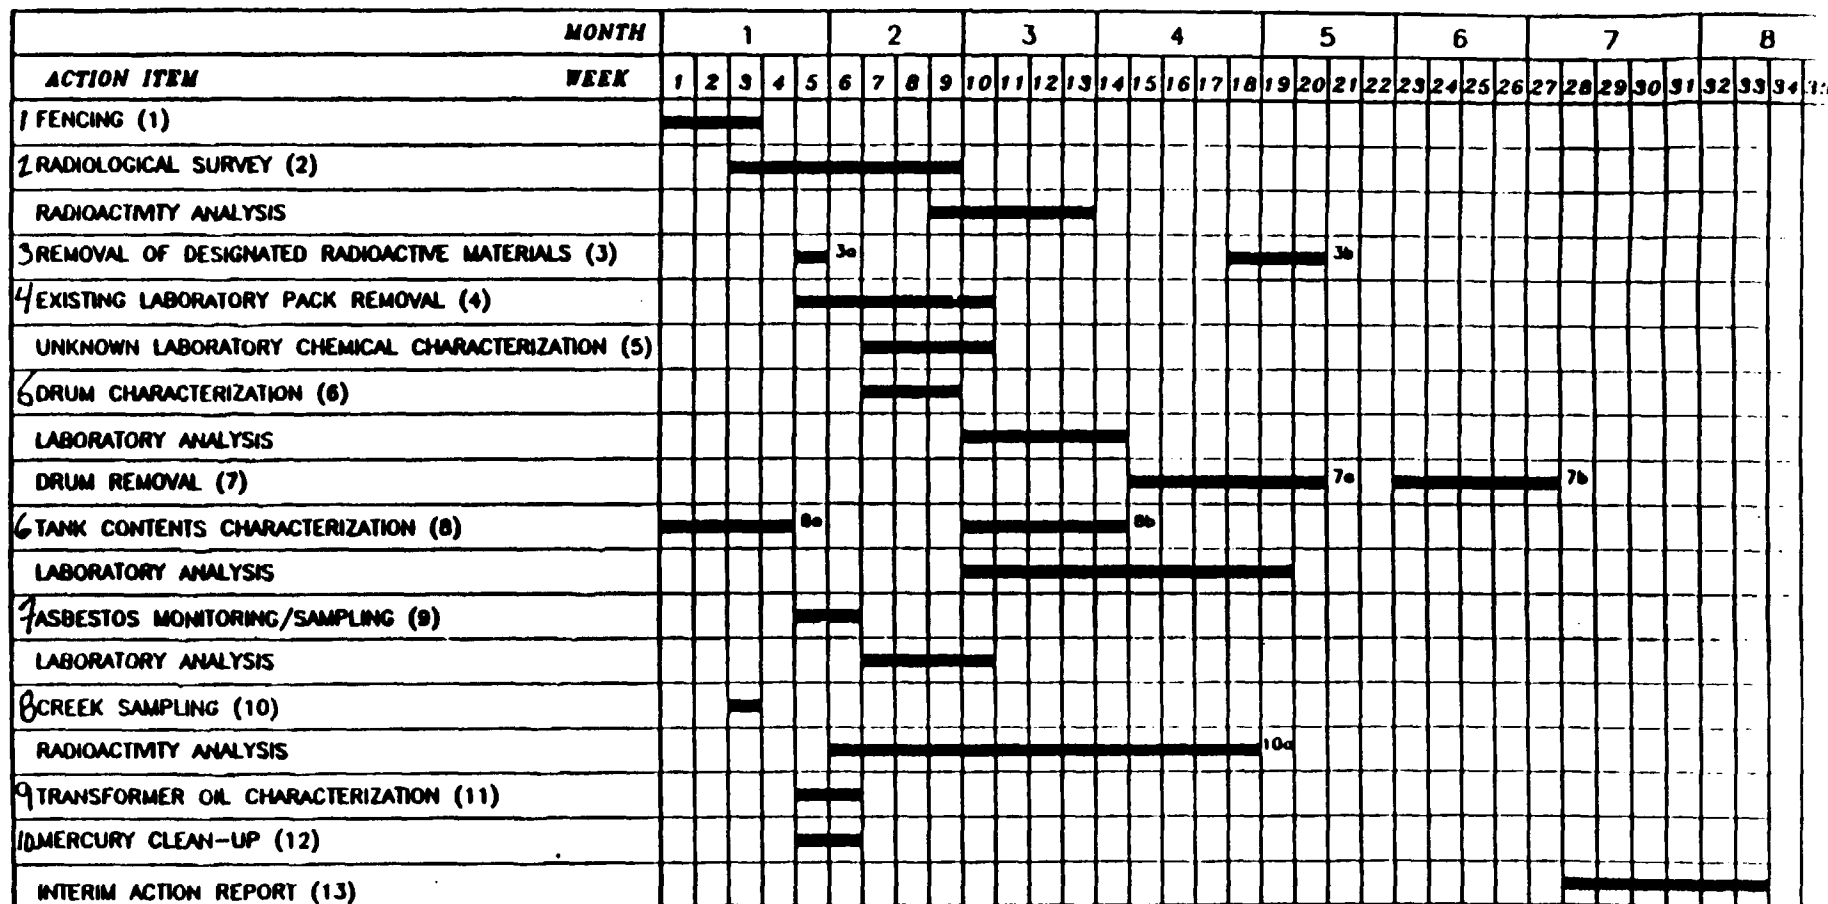 MONTH 1 2 3 4 5 6 7 8
ACTION ITEM WEEK 1 2 3 4 5 6 7 8 9 10 11 12 13 14 15 16 17 18 19 20 21 22 23 24 25 26 27 28 29 30 31 32 33 34
1 FENCING (1)
2 RADIOLOGICAL SURVEY (2)
RADIOACTIVITY ANALYSIS
3 REMOVAL OF DESIGNATED RADIOACTIVE MATERIALS (3) 3a 3b
4 EXISTING LABORATORY PACK REMOVAL (4)
UNKNOWN LABORATORY CHEMICAL CHARACTERIZATION (5)
5 DRUM CHARACTERIZATION (6)
LABORATORY ANALYSIS
DRUM REMOVAL (7) 7a 7b
6 TANK CONTENTS CHARACTERIZATION (8) 8a 8b
LABORATORY ANALYSIS
7 ASBESTOS MONITORING/SAMPLING (9)
LABORATORY ANALYSIS
8 CREEK SAMPLING (10)
RADIOACTIVITY ANALYSIS 10a
9 TRANSFORMER OIL CHARACTERIZATION (11)
10 MERCURY CLEAN-UP (12)
INTERIM ACTION REPORT (13)